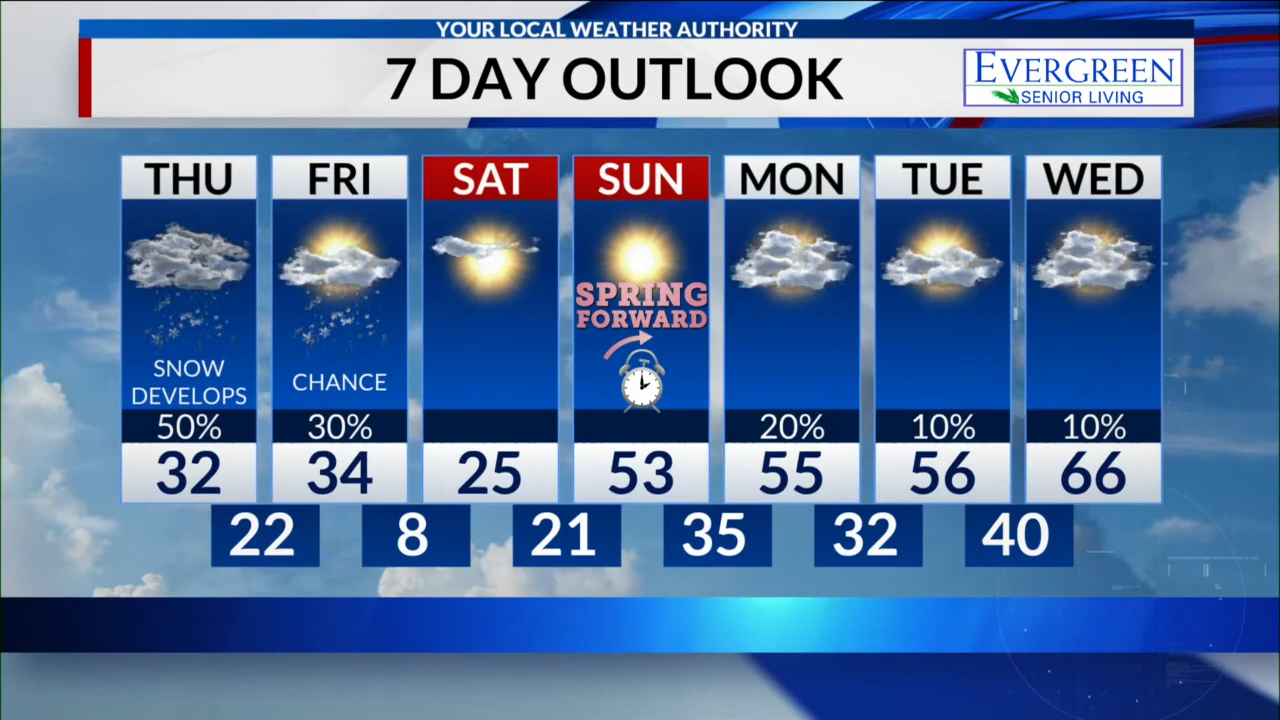 YOUR LOCAL WEATHER AUTHORITY
7 DAY OUTLOOK
EVERGREEN
SENIOR LIVING
THU FRI SAT SUN MON TUE WED
SPRING
FORWARD
SNOW
DEVELOPS
CHANCE
50% 30% 20% 10% 10%
32 34 25 53 55 56 66
22 8 21 35 32 40